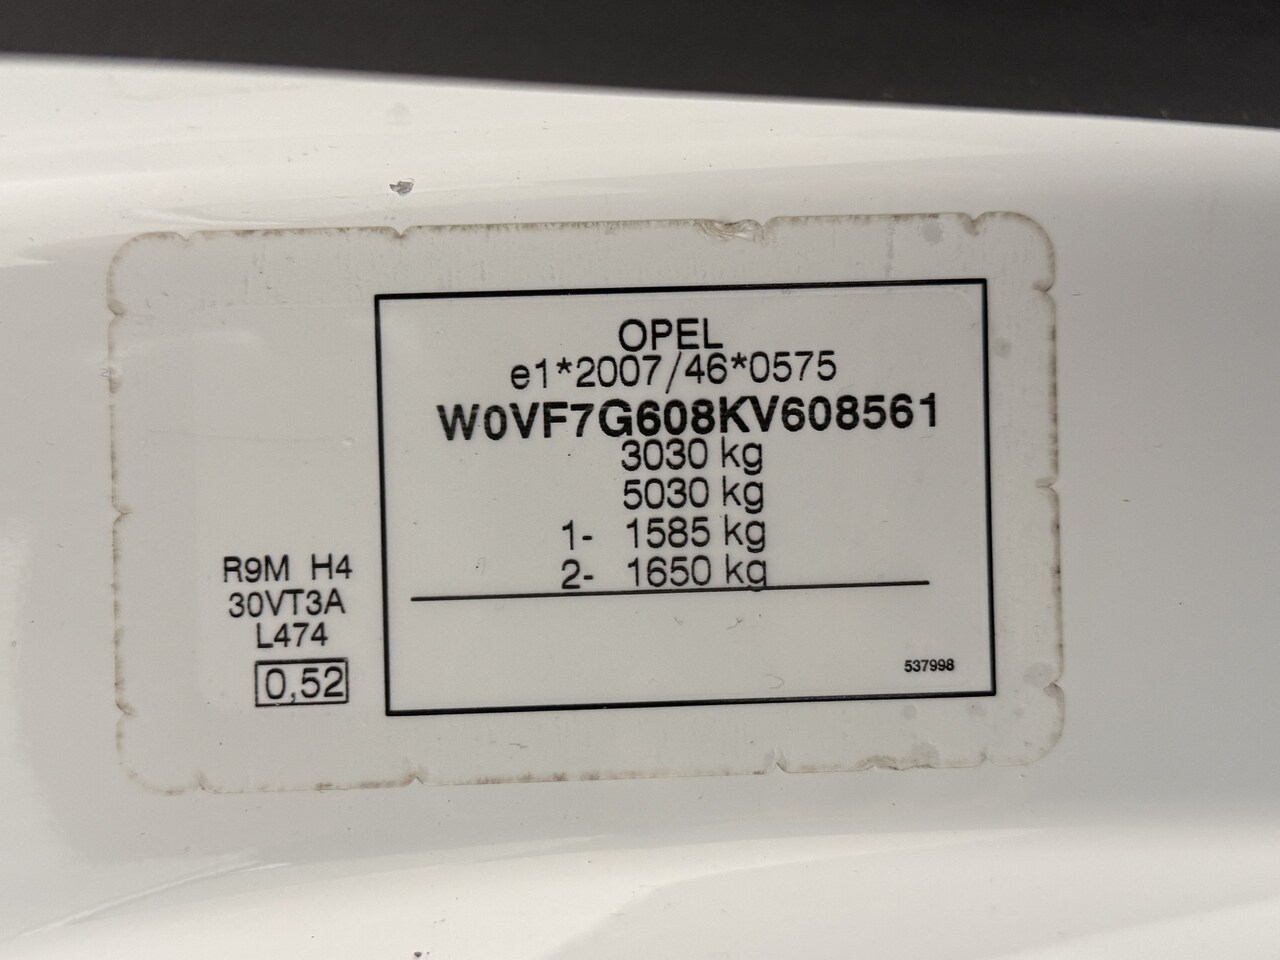 OPEL
e1*2007/46*0575
W0VF7G608KV608561
3030 kg
5030 kg
1- 1585 kg
2- 1650 kg
R9M H4
30VT3A
L474
0,52
537998